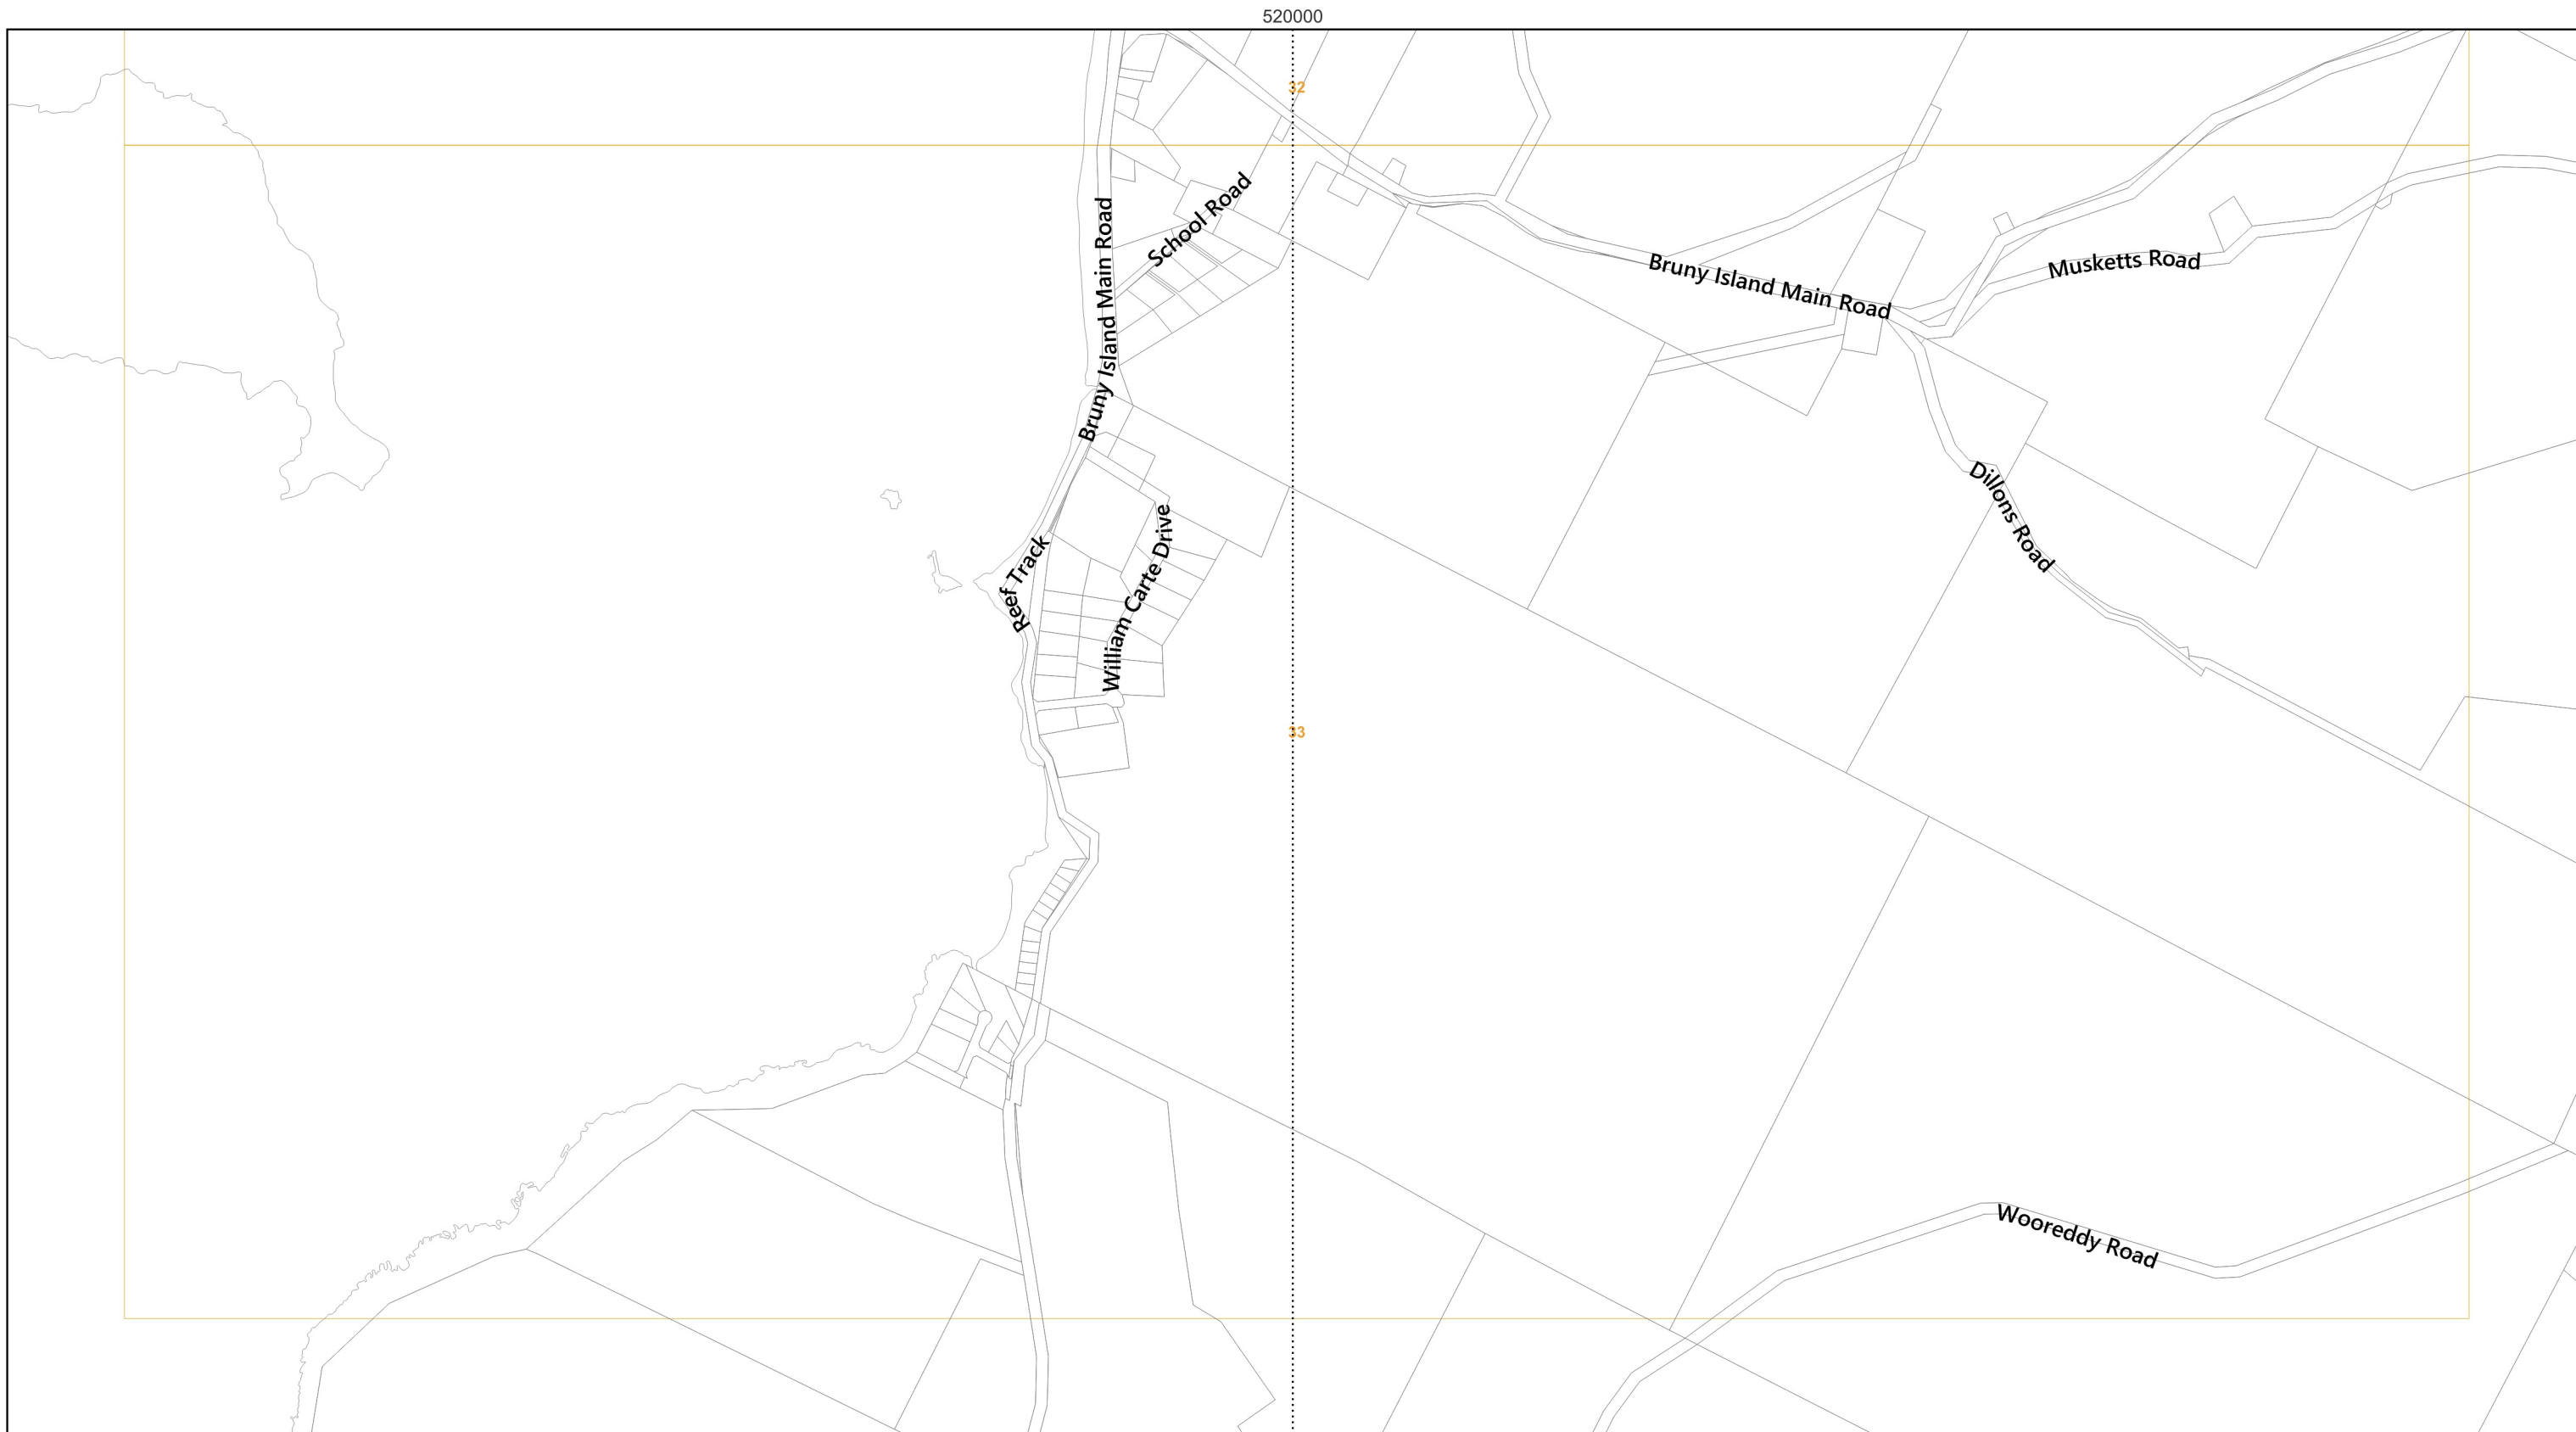 520000
32
School Road
Bruny Island Main Road
Bruny Island Main Road
Musketts Road
Dillons Road
Reef Track
William Carte Drive
33
Wooreddy Road